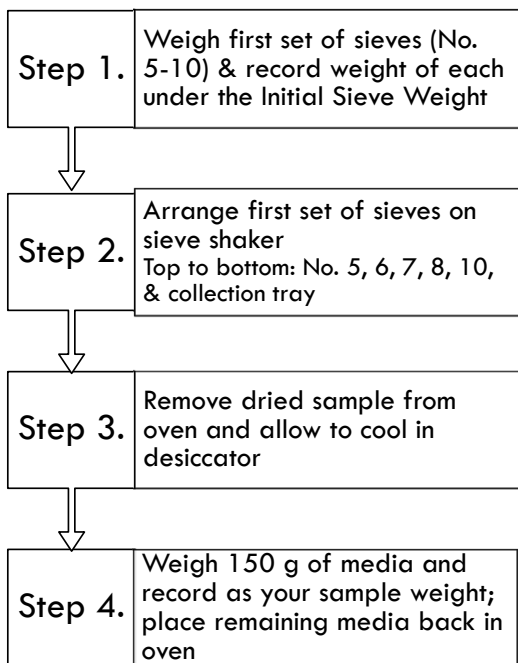 Step 1.
Weigh first set of sieves (No.
5-10) & record weight of each
under the Initial Sieve Weight
Step 2.
Arrange first set of sieves on
sieve shaker
Top to bottom: No. 5, 6, 7, 8, 10,
& collection tray
Step 3.
Remove dried sample from
oven and allow to cool in
desiccator
Step 4.
Weigh 150 g of media and
record as your sample weight;
place remaining media back in
oven